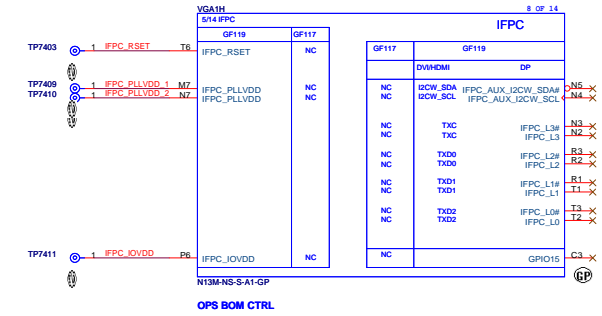 VGA1H 8 OF 14
5/14 IFPC IFPC
GF119 GF117
GF117 GF119
DVI/HDMI DP
TP7403 1 IFPC_RSET T6 IFPC_RSET NC
TP7409 1 IFPC_PLLVDD_1 M7 IFPC_PLLVDD NC
TP7410 1 IFPC_PLLVDD_2 N7 IFPC_PLLVDD NC
NC I2CW_SDA IFPC_AUX_I2CW_SDA# N5
NC I2CW_SCL IFPC_AUX_I2CW_SCL N4
NC TXC IFPC_L3# N3
NC TXC IFPC_L3 N2
NC TXD0 IFPC_L2# R3
NC TXD0 IFPC_L2 R2
NC TXD1 IFPC_L1# R1
NC TXD1 IFPC_L1 T1
NC TXD2 IFPC_L0# T3
NC TXD2 IFPC_L0 T2
TP7411 1 IFPC_IOVDD P6 IFPC_IOVDD NC
NC GPIO15 C3
GP
N13M-NS-S-A1-GP
OPS BOM CTRL